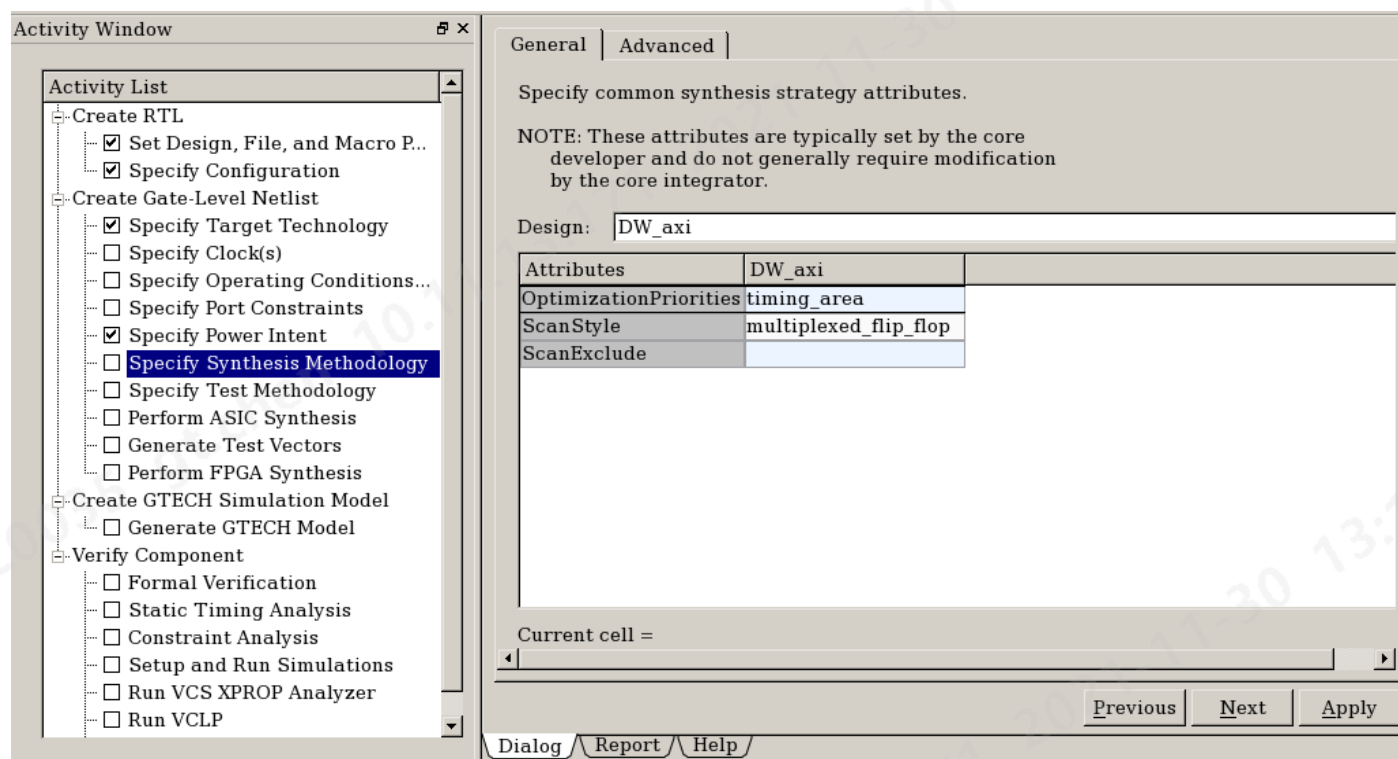 Activity Window
Activity List
Create RTL
Set Design, File, and Macro P...
Specify Configuration
Create Gate-Level Netlist
Specify Target Technology
Specify Clock(s)
Specify Operating Conditions...
Specify Port Constraints
Specify Power Intent
Specify Synthesis Methodology
Specify Test Methodology
Perform ASIC Synthesis
Generate Test Vectors
Perform FPGA Synthesis
Create GTECH Simulation Model
Generate GTECH Model
Verify Component
Formal Verification
Static Timing Analysis
Constraint Analysis
Setup and Run Simulations
Run VCS XPROP Analyzer
Run VCLP
General Advanced
Specify common synthesis strategy attributes.
NOTE: These attributes are typically set by the core
developer and do not generally require modification
by the core integrator.
Design: DW_axi
Attributes DW_axi
OptimizationPriorities timing_area
ScanStyle multiplexed_flip_flop
ScanExclude
Current cell =
Previous Next Apply
Dialog Report Help